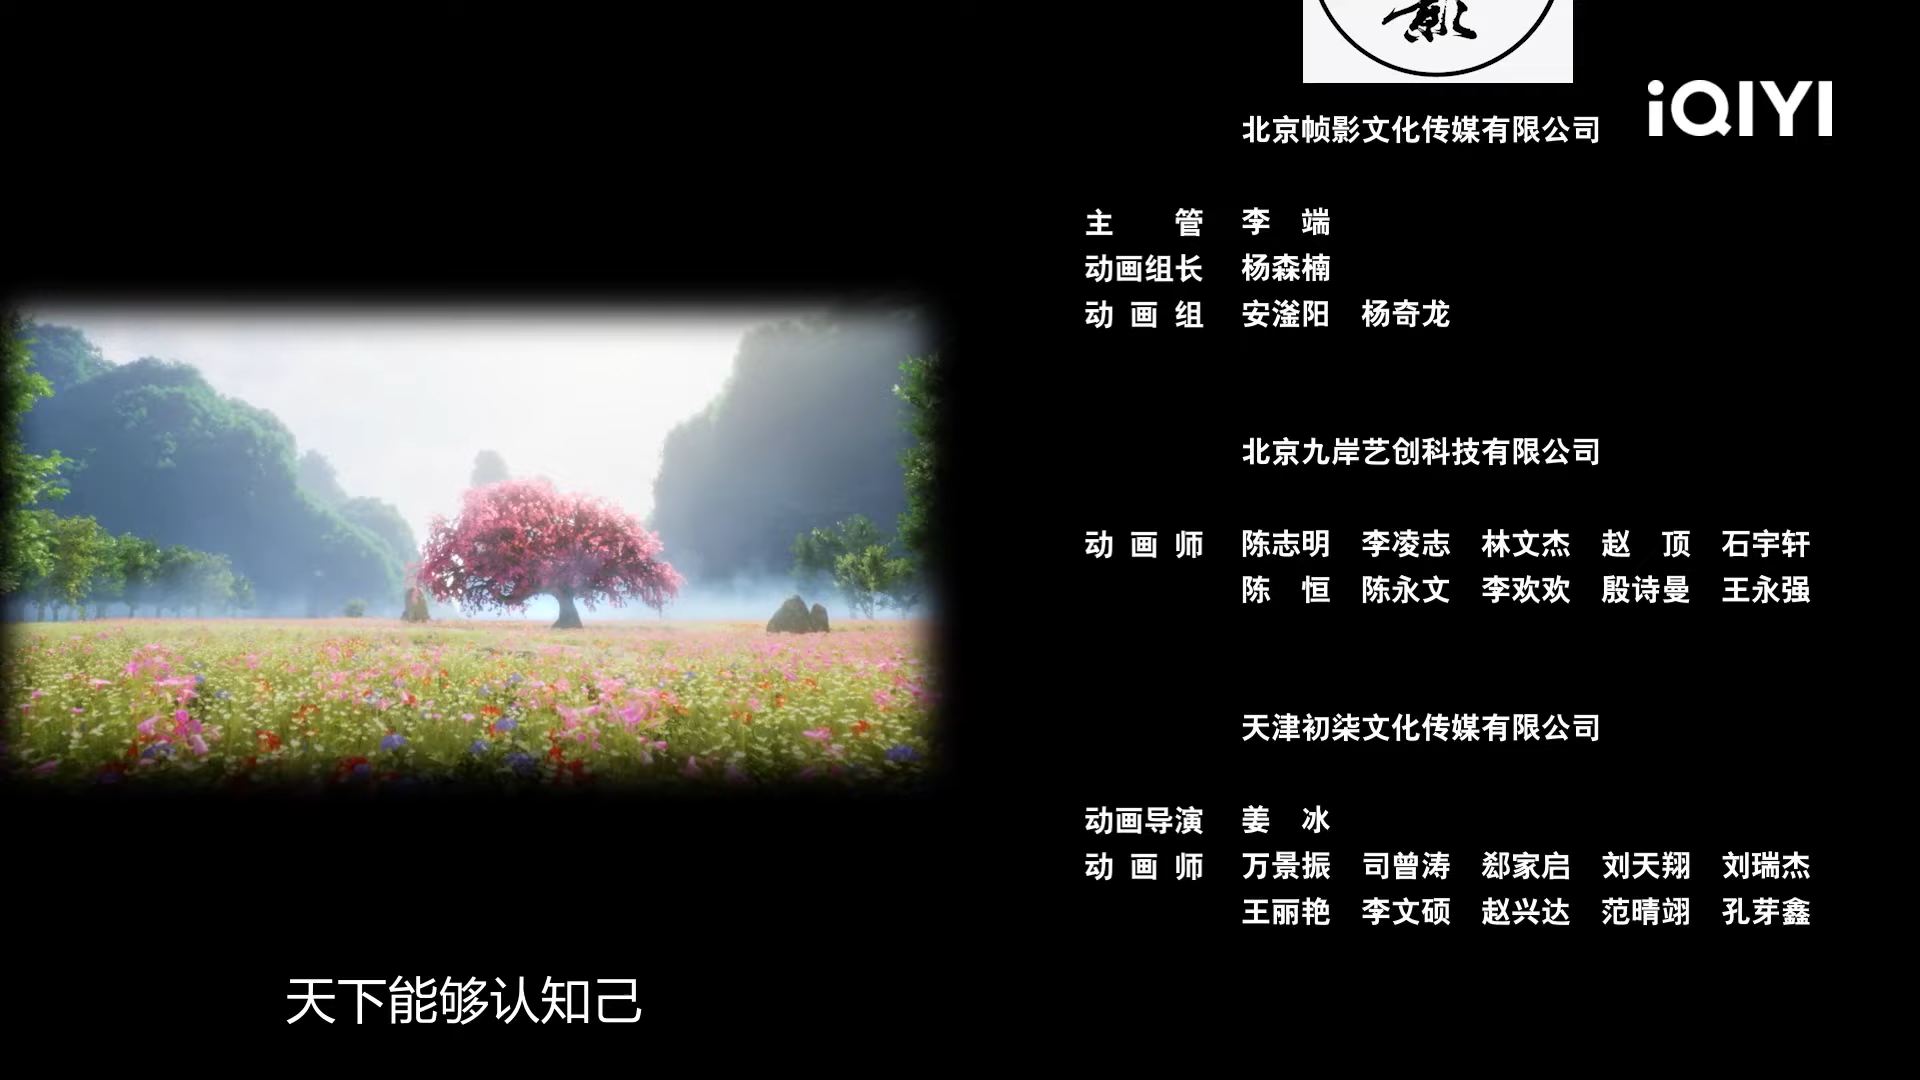 影
iQIYI
北京帧影文化传媒有限公司
主 管 李 端
动画组长 杨森楠
动 画 组 安滏阳 杨奇龙
北京九岸艺创科技有限公司
动 画 师 陈志明 李凌志 林文杰 赵 顶 石宇轩
陈 恒 陈永文 李欢欢 殷诗曼 王永强
天津初柒文化传媒有限公司
动画导演 姜 冰
动 画 师 万景振 司曾涛 郄家启 刘天翔 刘瑞杰
王丽艳 李文硕 赵兴达 范晴翊 孔芽鑫
天下能够认知己